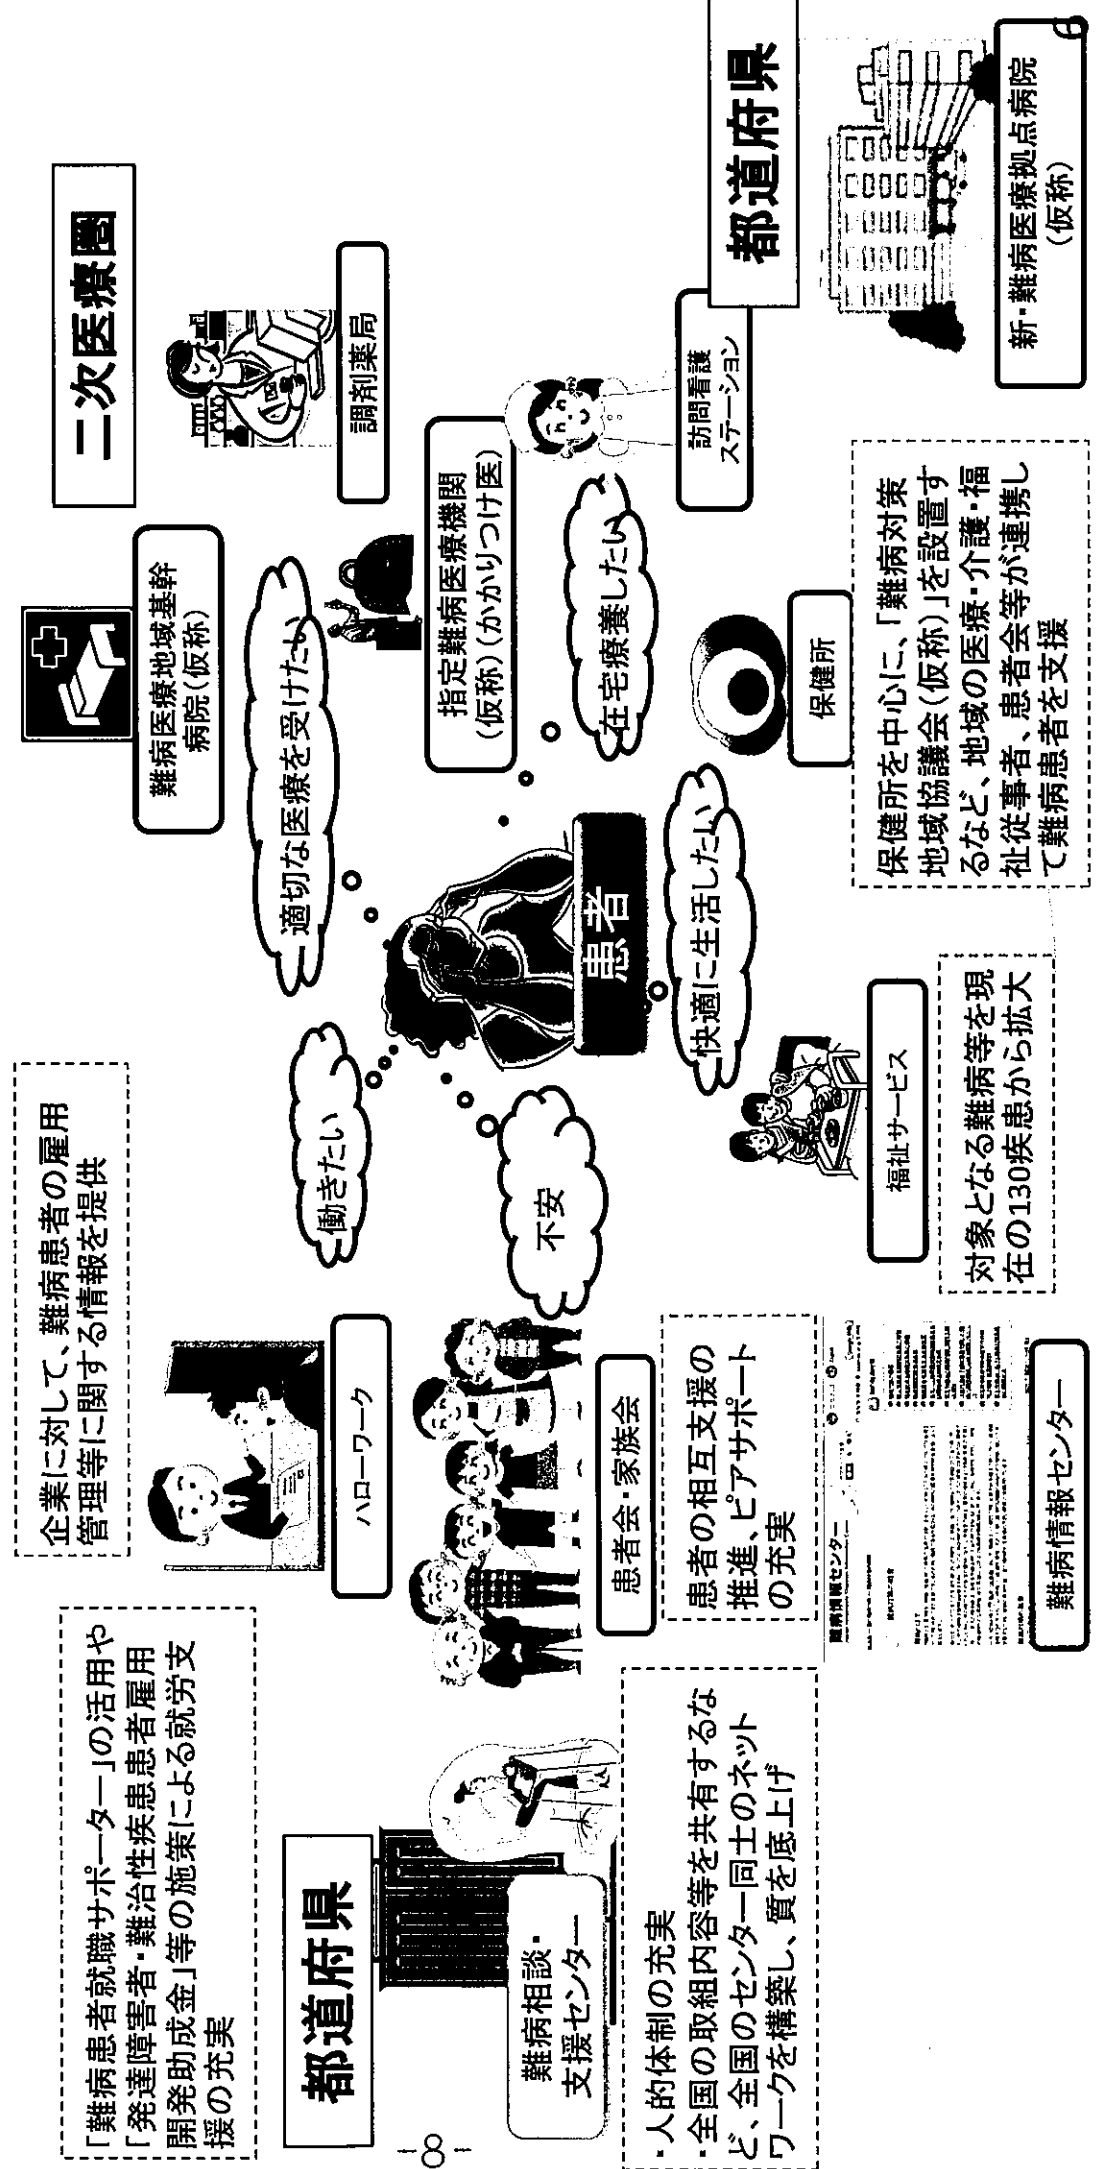 「難病患者就職サポーター」の活用や
「発達障害者・難治性疾患患者雇用
開発助成金」等の施策による就労支
援の充実
企業に対して、難病患者の雇用
管理等に関する情報を提供
難病医療地域基幹
病院(仮称)
二次医療圏
都道府県
ハローワーク
働きたい
適切な医療を受けたい
調剤薬局
指定難病医療機関
(仮称)(かかりつけ医)
難病相談・
支援センター
患者会・家族会
不安
患者
在宅療養したい
訪問看護
ステーション
都道府県
・人的体制の充実
・全国の取組内容等を共有するな
ど、全国のセンター同士のネット
ワークを構築し、質を底上げ
患者の相互支援の
推進、ピアサポート
の充実
快適に生活したい
福祉サービス
保健所
難病情報センター
難病情報センター
対象となる難病等を現
在の130疾患から拡大
保健所を中心に、「難病対策
地域協議会(仮称)」を設置す
るなど、地域の医療・介護・福
祉従事者、患者会等が連携し
て難病患者を支援
新・難病医療拠点病院
(仮称)
6
-8-